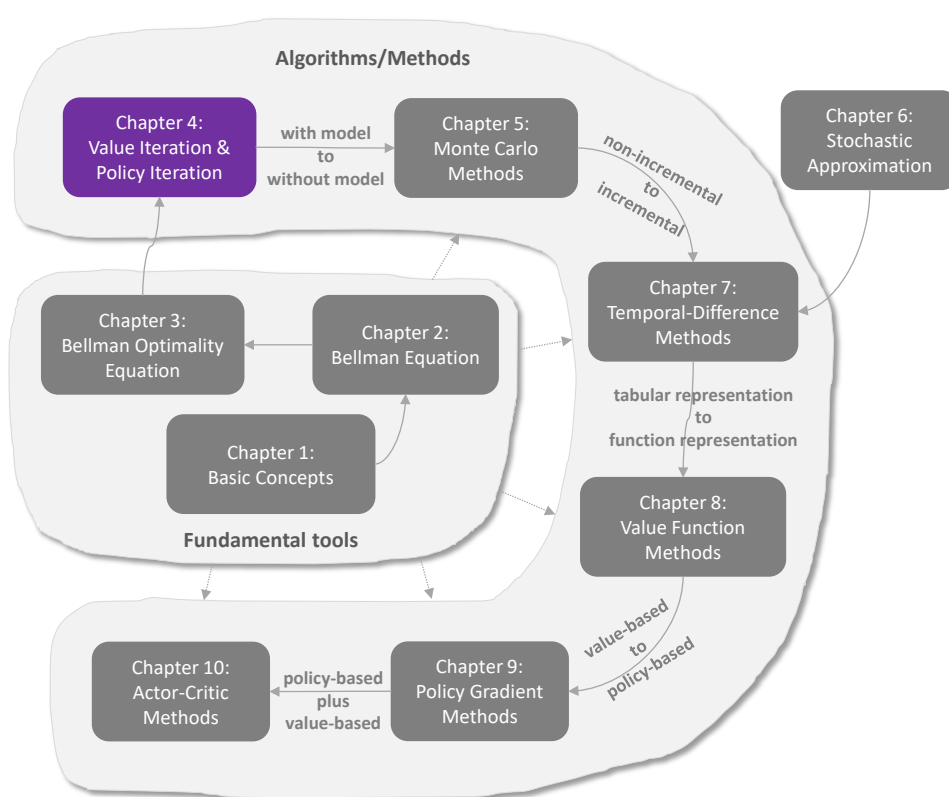 Algorithms/Methods
Chapter 4:
Value Iteration &
Policy Iteration
with model
to
without model
Chapter 5:
Monte Carlo
Methods
non-incremental
to
incremental
Chapter 6:
Stochastic
Approximation
Chapter 3:
Bellman Optimality
Equation
Chapter 2:
Bellman Equation
Chapter 7:
Temporal-Difference
Methods
Chapter 1:
Basic Concepts
tabular representation
to
function representation
Fundamental tools
Chapter 8:
Value Function
Methods
value-based
to
policy-based
Chapter 10:
Actor-Critic
Methods
policy-based
plus
value-based
Chapter 9:
Policy Gradient
Methods